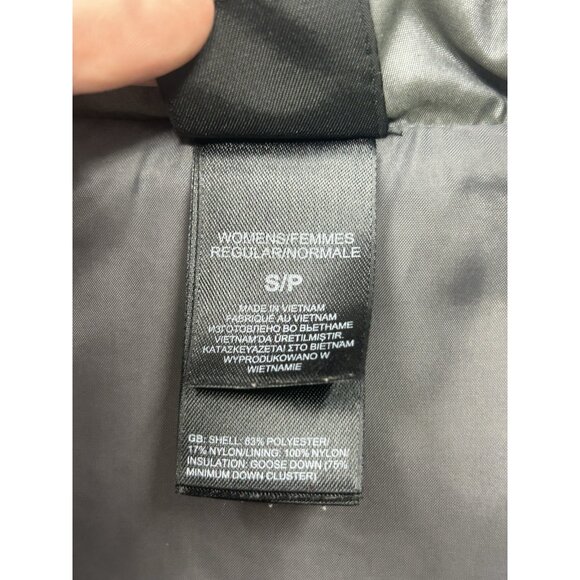 WOMENS/FEMMES
REGULAR/NORMALE
S/P
MADE IN VIETNAM
FABRIQUÉ AU VIETNAM
ИЗГОТОВЛЕНО ВО ВЬЕТНАМЕ
VIETNAM'DA ÜRETILMIŞTIR.
ΚΑΤΑΣΚΕΥΑΖΕΤΑΙ ΣΤΟ ΒΙΕΤΝΑΜ
WYPRODUKOWANO W
WIETNAMIE
GB: SHELL: 83% POLYESTER/
17% NYLON/LINING: 100% NYLON/
INSULATION: GOOSE DOWN (75%
MINIMUM DOWN CLUSTER)